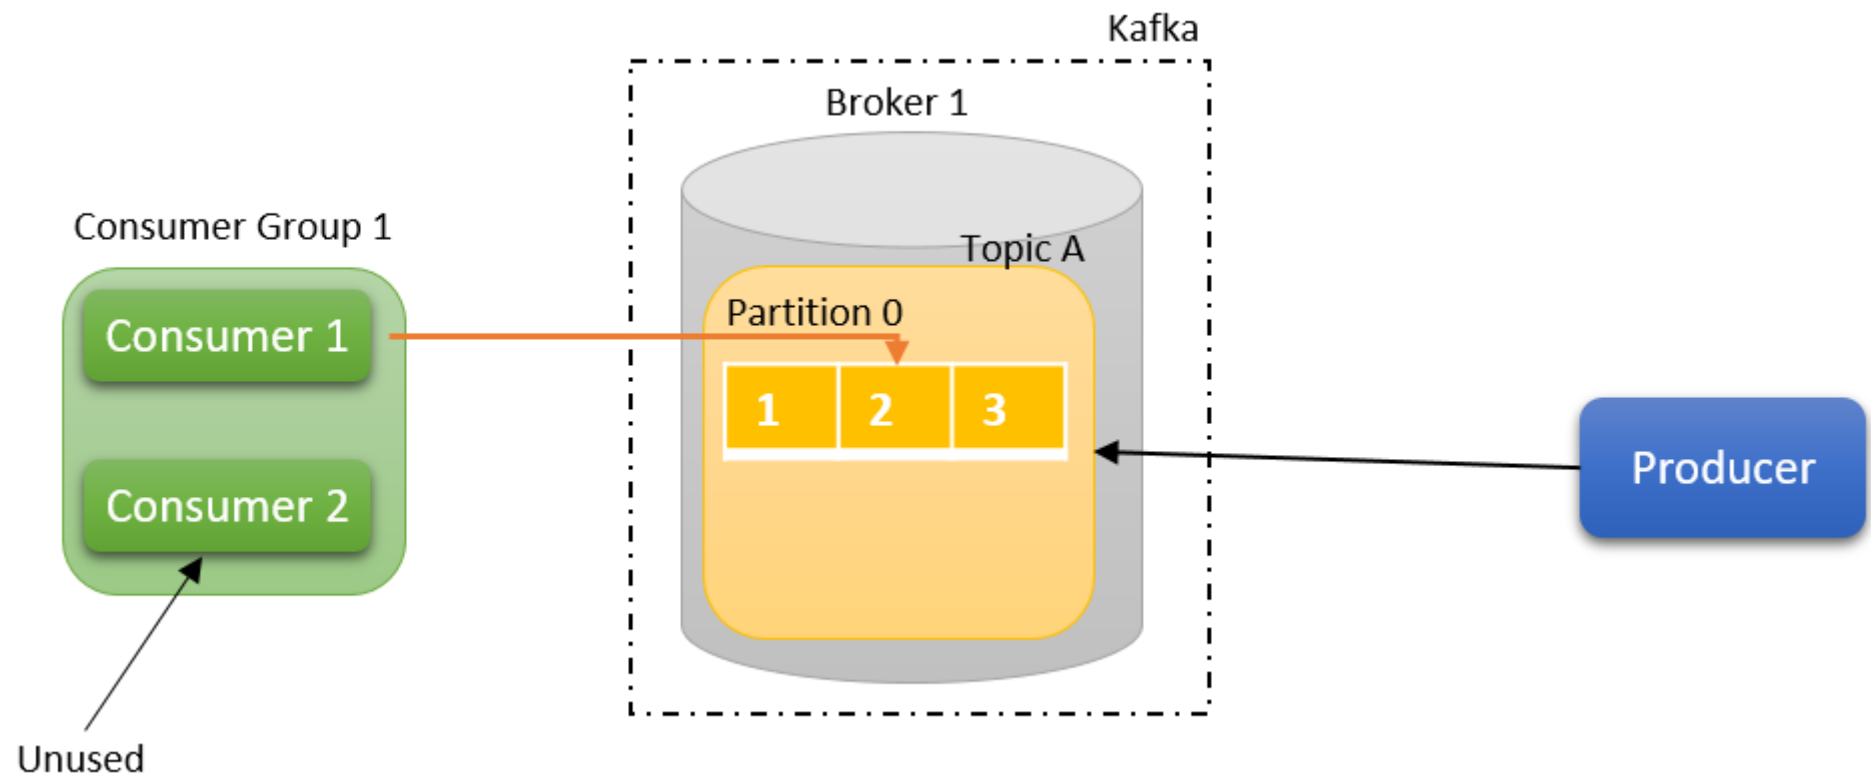 Kafka
Broker 1
Consumer Group 1
Topic A
Partition 0
Consumer 1
1 2 3
Producer
Consumer 2
Unused